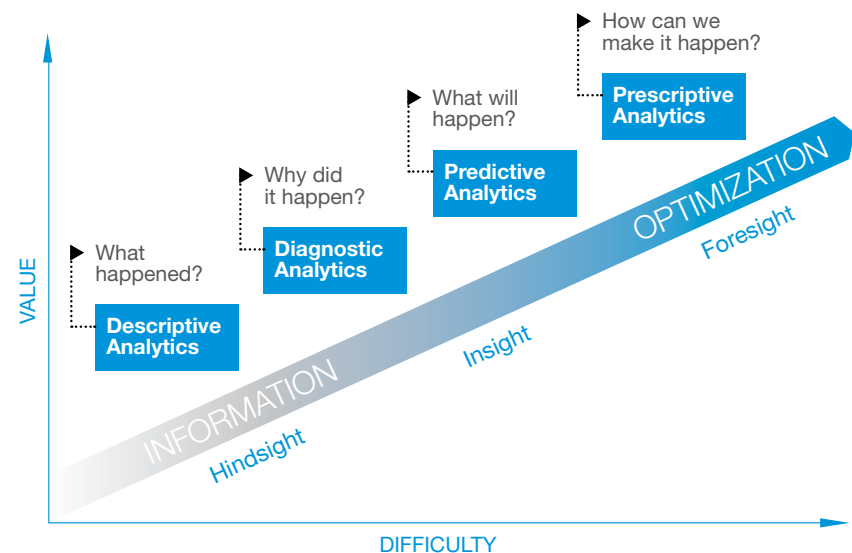 How can we
make it happen?
Prescriptive
Analytics
What will
happen?
Predictive
Analytics
Why did
it happen?
Diagnostic
Analytics
What
happened?
Descriptive
Analytics
VALUE
INFORMATION
OPTIMIZATION
Hindsight
Insight
Foresight
DIFFICULTY